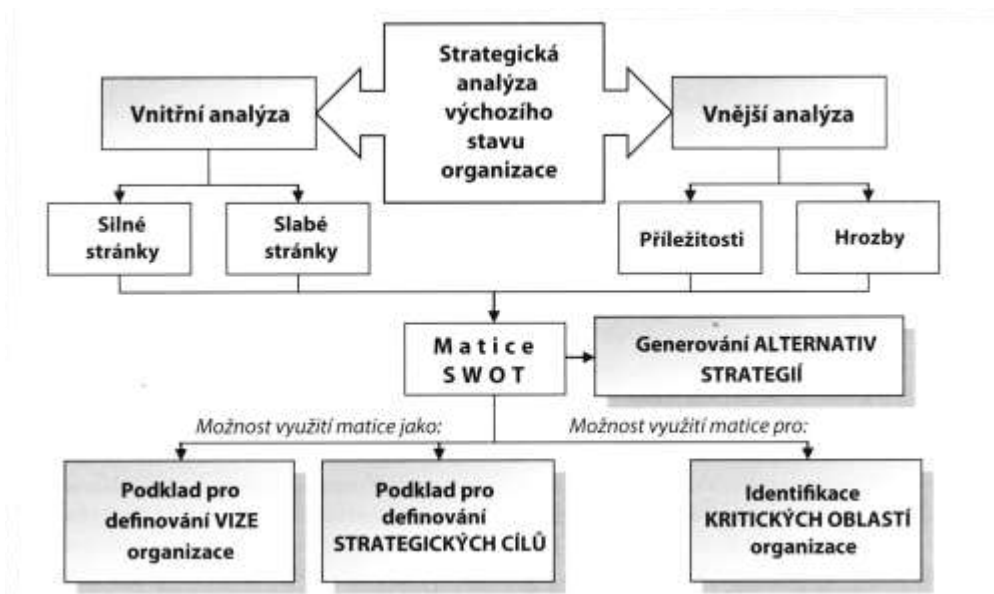 Strategická
analýza
výchozího
stavu
organizace
Vnitřní analýza
Vnější analýza
Silné
stránky
Slabé
stránky
Příležitosti
Hrozby
Matice
SWOT
Generování ALTERNATIV
STRATEGIÍ
Možnost využití matice jako:
Možnost využití matice pro:
Podklad pro
definování VIZE
organizace
Podklad pro
definování
STRATEGICKÝCH CÍLŮ
Identifikace
KRITICKÝCH OBLASTÍ
organizace